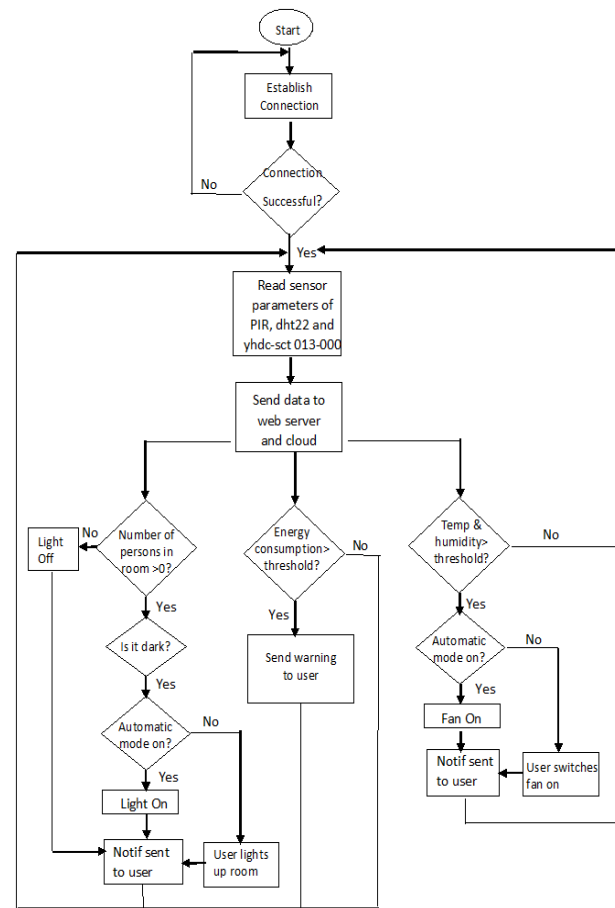 Start
Establish
Connection
Connection
Successful?
No
Yes
Read sensor
parameters of
PIR, dht22 and
yhdc-sct 013-000
Send data to
web server
and cloud
Light
Off
No
Number of
persons in
room >0?
Yes
Is it dark?
Yes
Automatic
mode on?
No
Yes
Light On
Notif sent
to user
User lights
up room
Energy
consumption>
threshold?
No
Yes
Send warning
to user
Temp &
humidity>
threshold?
No
Yes
Automatic
mode on?
No
Yes
Fan On
Notif sent
to user
User switches
fan on